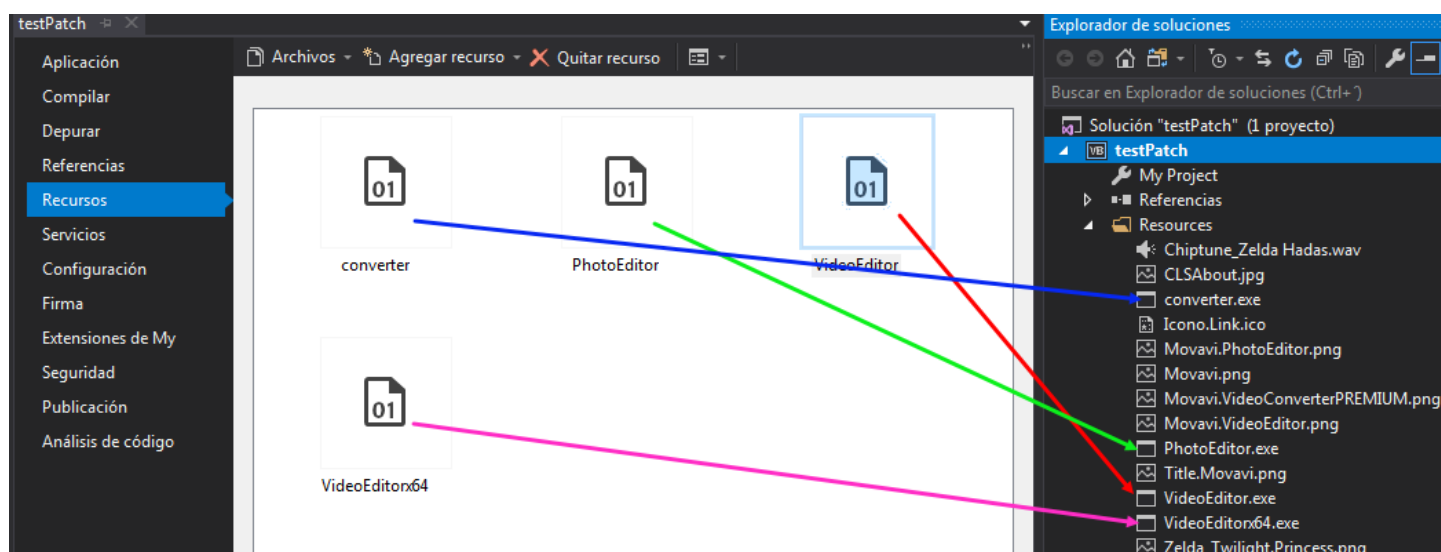 testPatch
Aplicación
Compilar
Depurar
Referencias
Recursos
Servicios
Configuración
Firma
Extensiones de My
Seguridad
Publicación
Análisis de código
Archivos
Agregar recurso
Quitar recurso
01
converter
01
PhotoEditor
01
VideoEditor
01
VideoEditorx64
Explorador de soluciones
Buscar en Explorador de soluciones (Ctrl+´)
Solución "testPatch" (1 proyecto)
VB testPatch
My Project
Referencias
Resources
Chiptune_Zelda Hadas.wav
CLSAbout.jpg
converter.exe
Icono.Link.ico
Movavi.PhotoEditor.png
Movavi.png
Movavi.VideoConverterPREMIUM.png
Movavi.VideoEditor.png
PhotoEditor.exe
Title.Movavi.png
VideoEditor.exe
VideoEditorx64.exe
Zelda_Twilight.Princess.png